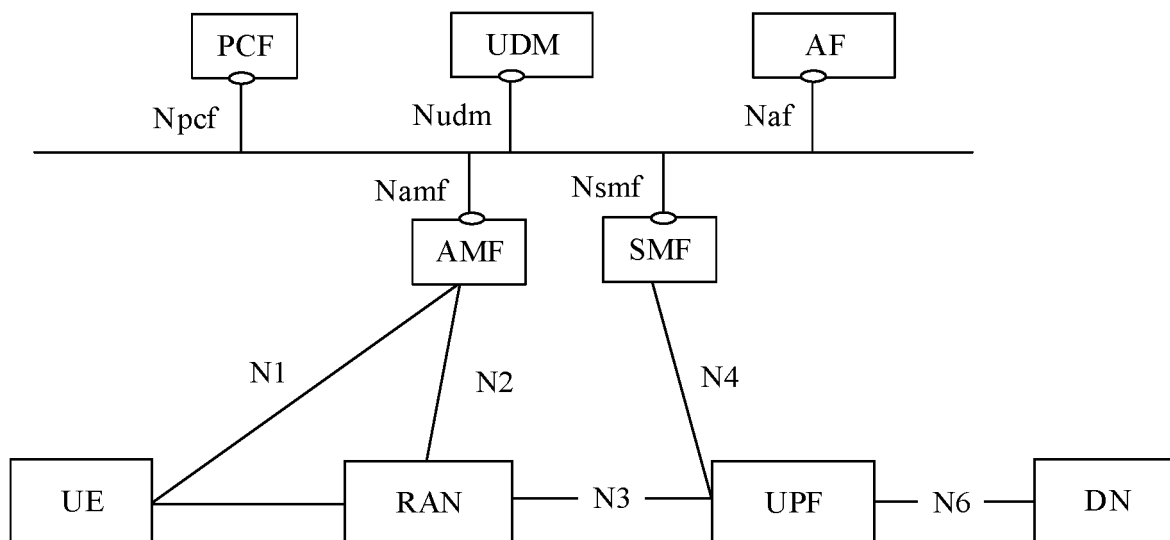 PCF
UDM
AF
Npcf
Nudm
Naf
Namf
Nsmf
AMF
SMF
N1
N2
N4
UE
RAN
N3
UPF
N6
DN